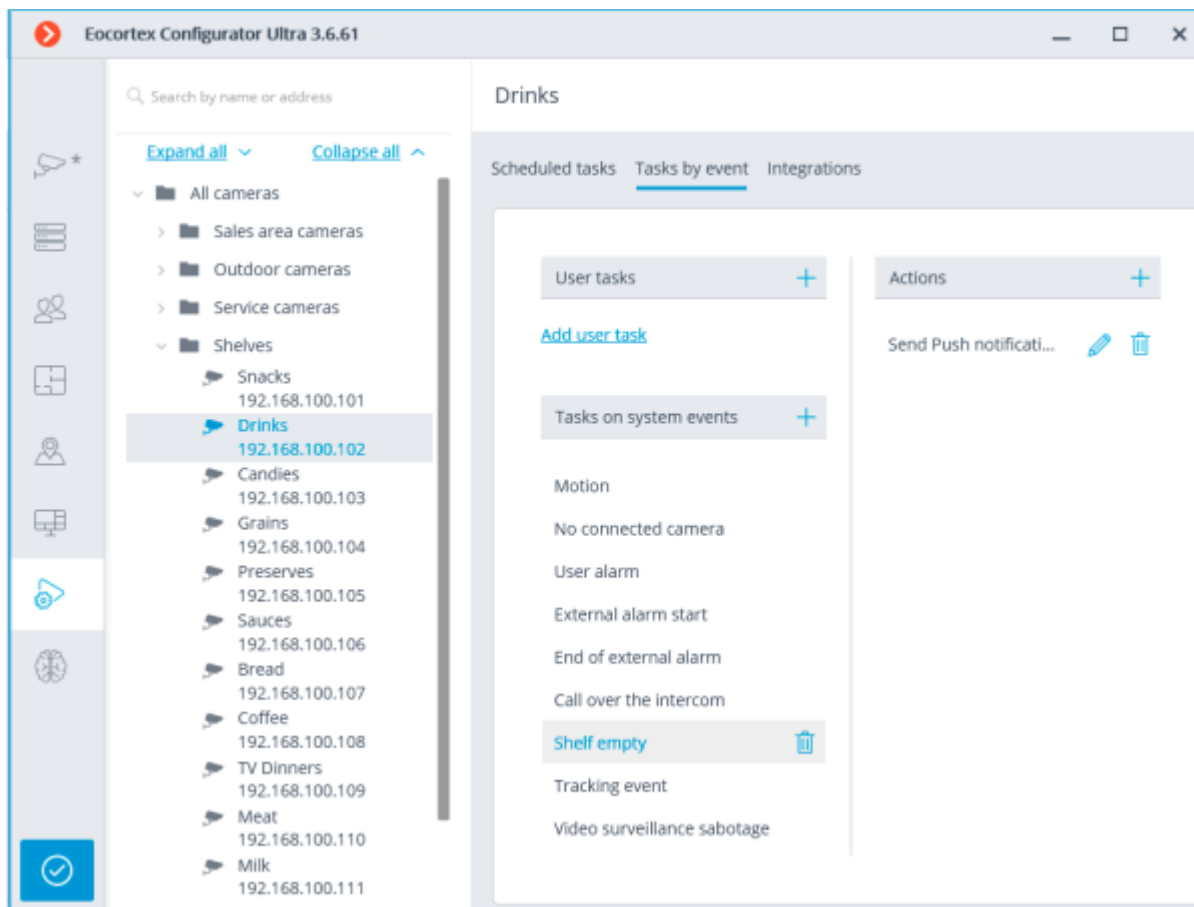 Eocortex Configurator Ultra 3.6.61
Search by name or address
Expand all
Collapse all
All cameras
Sales area cameras
Outdoor cameras
Service cameras
Shelves
Snacks
192.168.100.101
Drinks
192.168.100.102
Candies
192.168.100.103
Grains
192.168.100.104
Preserves
192.168.100.105
Sauces
192.168.100.106
Bread
192.168.100.107
Coffee
192.168.100.108
TV Dinners
192.168.100.109
Meat
192.168.100.110
Milk
192.168.100.111
Drinks
Scheduled tasks
Tasks by event
Integrations
User tasks
Add user task
Tasks on system events
Motion
No connected camera
User alarm
External alarm start
End of external alarm
Call over the intercom
Shelf empty
Tracking event
Video surveillance sabotage
Actions
Send Push notificati...